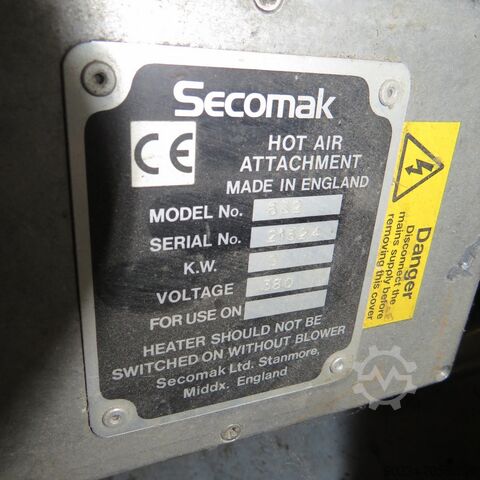 Secomak
CE
HOT AIR
ATTACHMENT
MADE IN ENGLAND
MODEL No.
SERIAL No.
K.W.
VOLTAGE 380
FOR USE ON
HEATER SHOULD NOT BE
SWITCHED ON WITHOUT BLOWER
Secomak Ltd. Stanmore,
Middx. England
Danger
Disconnect the
mains supply before
removing this cover